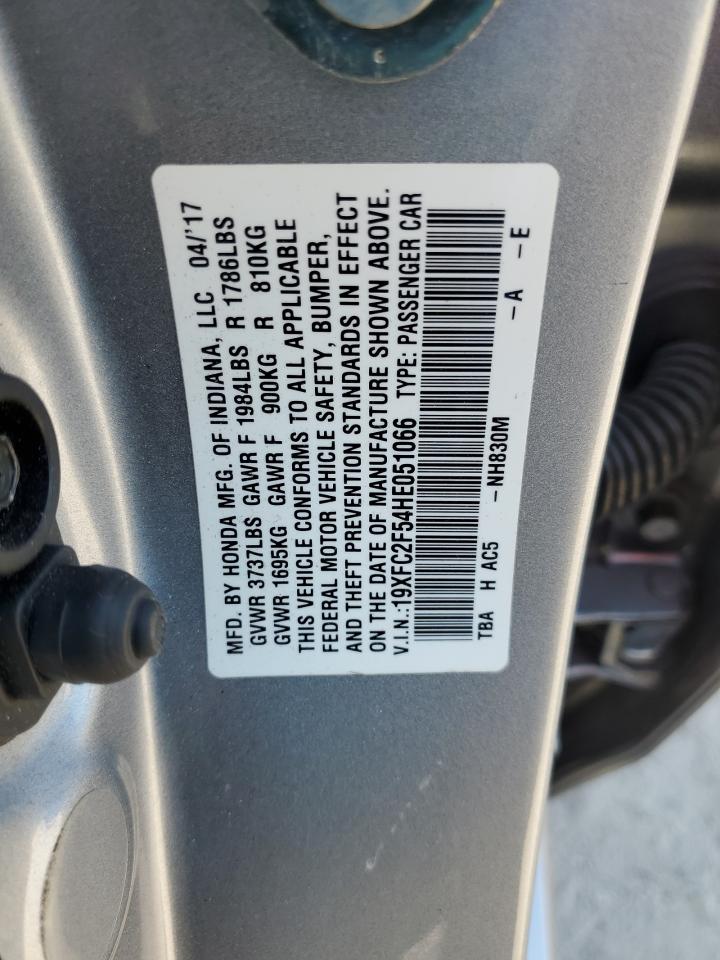 MFD. BY HONDA MFG. OF INDIANA, LLC 04/'17
GVWR 3737LBS GAWR F 1984LBS R 1786LBS
GVWR 1695KG GAWR F 900KG R 810KG
THIS VEHICLE CONFORMS TO ALL APPLICABLE
FEDERAL MOTOR VEHICLE SAFETY, BUMPER,
AND THEFT PREVENTION STANDARDS IN EFFECT
ON THE DATE OF MANUFACTURE SHOWN ABOVE.
V.I.N.:19XFC2F54HE051066 TYPE: PASSENGER CAR
TBA H AC5 -NH830M -A -E